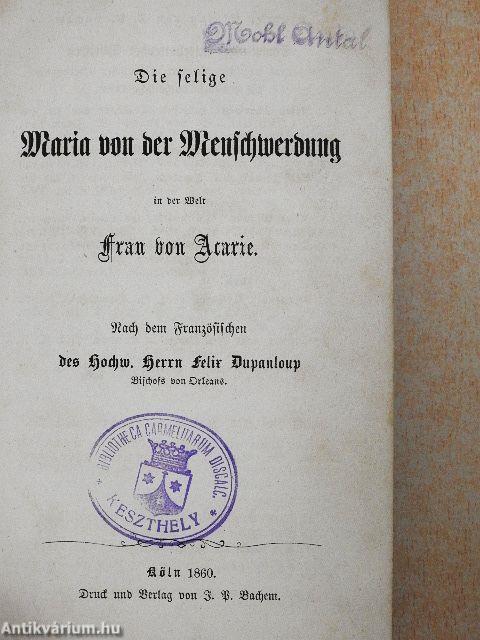 Mohl Antal
Die selige
Maria von der Menschwerdung
in der Welt
Frau von Acarie.
Nach dem Französischen
des Hochw. Herrn Felix Dupanloup
Bischofs von Orleans.
BIBLIOTHECA CARMELITARUM DISCALC.
* KESZTHELY *
Köln 1860.
Druck und Verlag von J. P. Bachem.
Antikvárium.hu